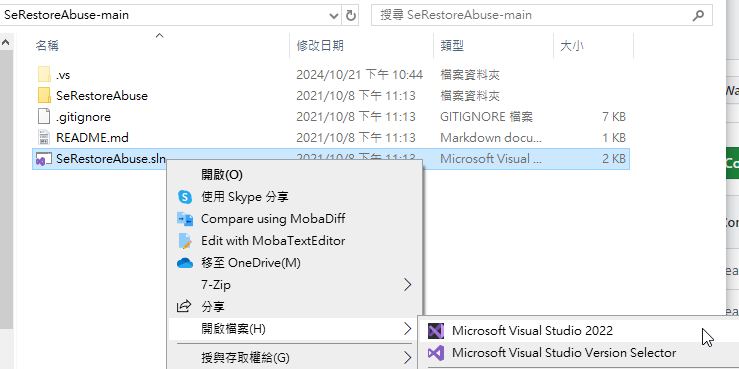 SeRestoreAbuse-main
搜尋 SeRestoreAbuse-main
名稱 修改日期 類型 大小
.vs 2024/10/21 下午 10:44 檔案資料夾
SeRestoreAbuse 2021/10/8 下午 11:13 檔案資料夾
.gitignore 2021/10/8 下午 11:13 GITIGNORE 檔案 7 KB
README.md 2021/10/8 下午 11:13 Markdown docu... 2 KB
SeRestoreAbuse.sln 2021/10/8 下午 11:13 Microsoft Visual ... 2 KB
開啟(O)
使用 Skype 分享
Compare using MobaDiff
Edit with MobaTextEditor
移至 OneDrive(M)
7-Zip
分享
開啟檔案(H)
Microsoft Visual Studio 2022
Microsoft Visual Studio Version Selector
授與存取權給(G)